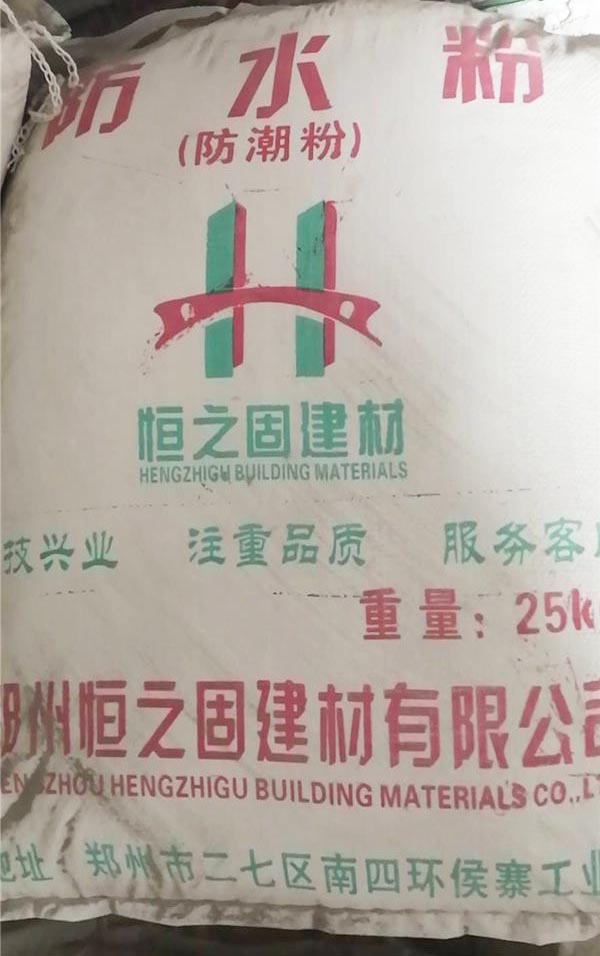 防水粉
(防潮粉)
恒之固建材
HENGZHIGU BUILDING MATERIALS
技兴业 注重品质 服务客
重量：25k
郑州恒之固建材有限公司
ENGZHOU HENGZHIGU BUILDING MATERIALS CO.,L
地址 郑州市二七区南四环侯寨工业